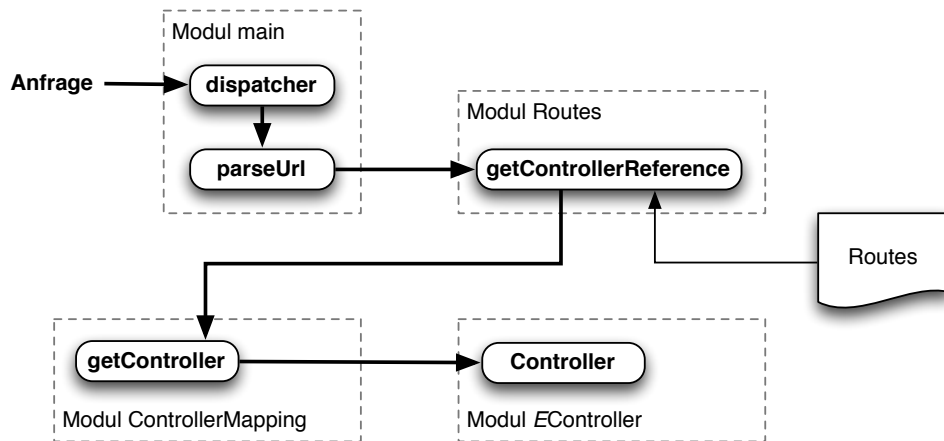 Modul main
Anfrage
dispatcher
parseUrl
Modul Routes
getControllerReference
Routes
getController
Modul ControllerMapping
Controller
Modul EController